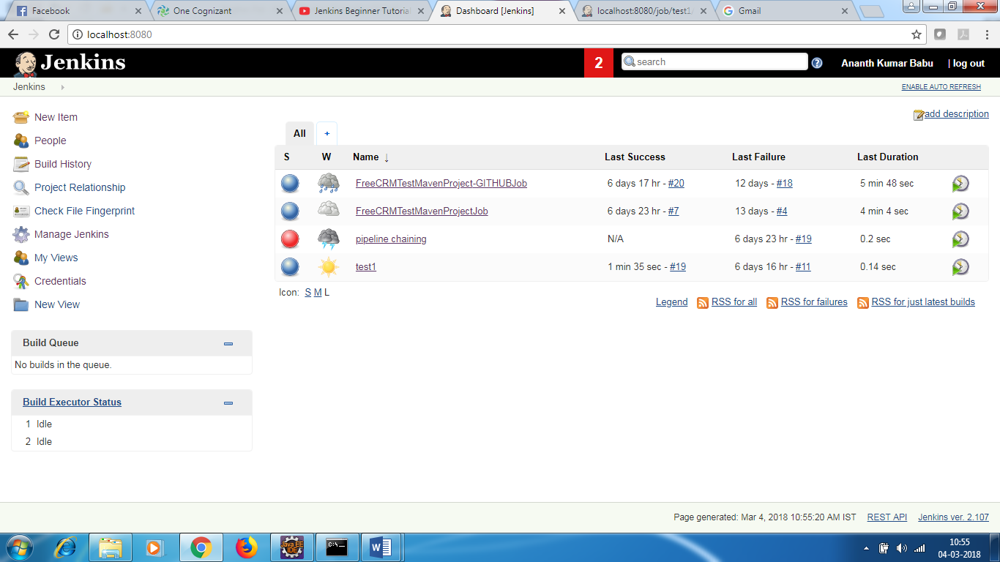 Facebook
One Cognizant
Jenkins Beginner Tutorial
Dashboard [Jenkins]
localhost:8080/job/test1/
Gmail
localhost:8080
Jenkins
2
search
Ananth Kumar Babu
| log out
Jenkins
ENABLE AUTO REFRESH
add description
New Item
People
Build History
Project Relationship
Check File Fingerprint
Manage Jenkins
My Views
Credentials
New View
Build Queue
No builds in the queue.
Build Executor Status
1 Idle
2 Idle
All +
S W Name ↓ Last Success Last Failure Last Duration
FreeCRMTestMavenProject-GITHUBJob 6 days 17 hr - #20 12 days - #18 5 min 48 sec
FreeCRMTestMavenProjectJob 6 days 23 hr - #7 13 days - #4 4 min 4 sec
pipeline chaining N/A 6 days 23 hr - #19 0.2 sec
test1 1 min 35 sec - #19 6 days 16 hr - #11 0.14 sec
Icon: S M L
Legend RSS for all RSS for failures RSS for just latest builds
Page generated: Mar 4, 2018 10:55:20 AM IST REST API Jenkins ver. 2.107
Java EE
IDE
C:\
10:55
04-03-2018